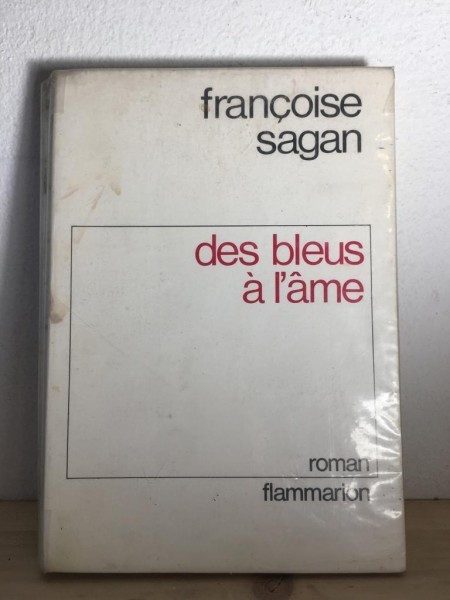 françoise
sagan
des bleus
à l'âme
roman
flammarion